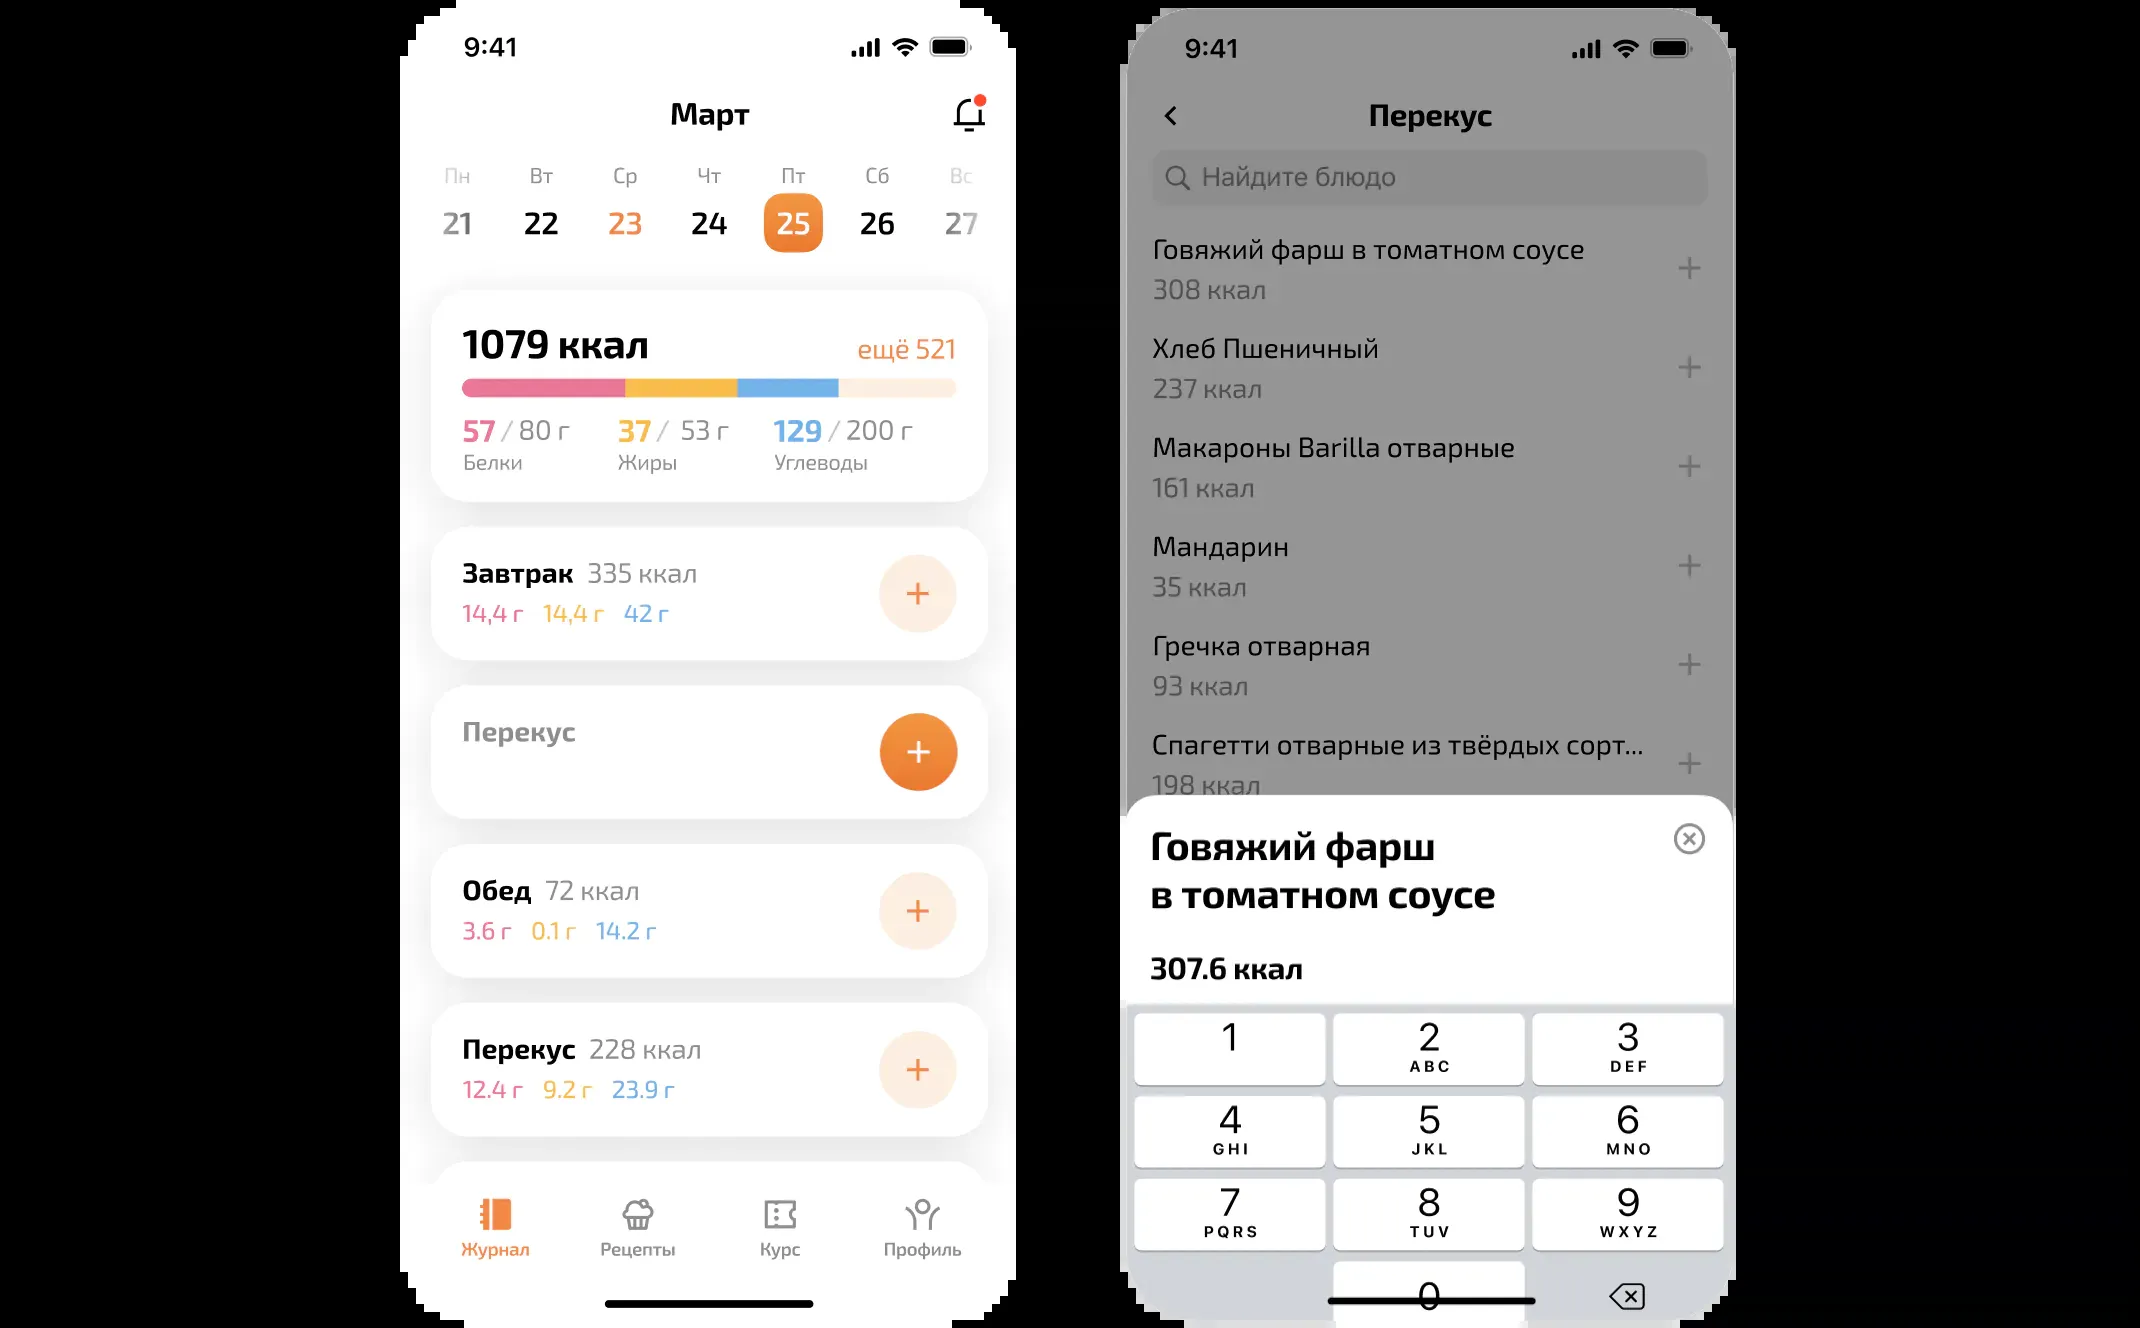 9:41
Март
Пн Вт Ср Чт Пт Сб Вс
21 22 23 24 25 26 27
1079 ккал ещё 521
57 / 80 г 37 / 53 г 129 / 200 г
Белки Жиры Углеводы
Завтрак 335 ккал
14,4 г 14,4 г 42 г
Перекус
Обед 72 ккал
3.6 г 0.1 г 14.2 г
Перекус 228 ккал
12.4 г 9.2 г 23.9 г
Журнал Рецепты Курс Профиль
9:41
Перекус
Найдите блюдо
Говяжий фарш в томатном соусе
308 ккал
Хлеб Пшеничный
237 ккал
Макароны Barilla отварные
161 ккал
Мандарин
35 ккал
Гречка отварная
93 ккал
Спагетти отварные из твёрдых сорт...
198 ккал
Говяжий фарш
в томатном соусе
307.6 ккал
1 2 3
ABC DEF
4 5 6
GHI JKL MNO
7 8 9
PQRS TUV WXYZ
0